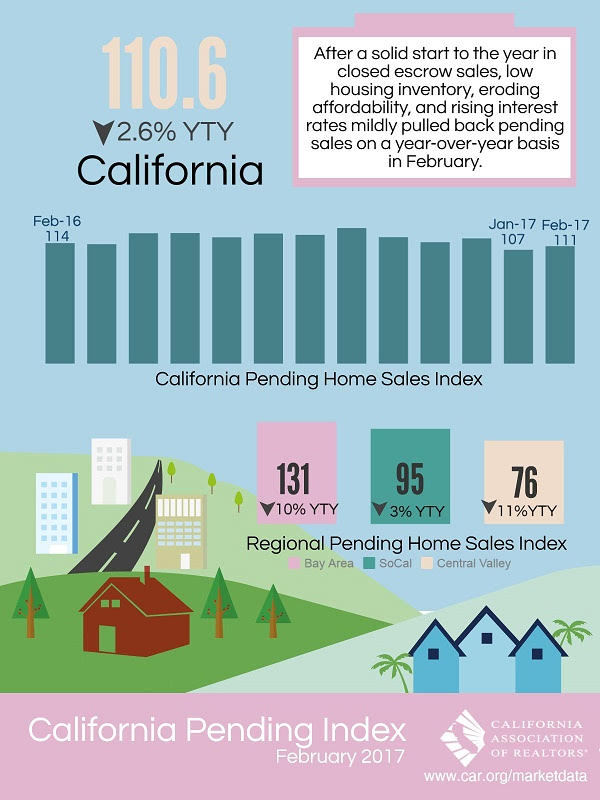 110.6
2.6% YTY
California
After a solid start to the year in
closed escrow sales, low
housing inventory, eroding
affordability, and rising interest
rates mildly pulled back pending
sales on a year-over-year basis
in February.
Feb-16
114
Jan-17
107
Feb-17
111
California Pending Home Sales Index
131
10% YTY
95
3% YTY
76
11% YTY
Regional Pending Home Sales Index
Bay Area SoCal Central Valley
California Pending Index
February 2017
CALIFORNIA
ASSOCIATION
OF REALTORS®
www.car.org/marketdata